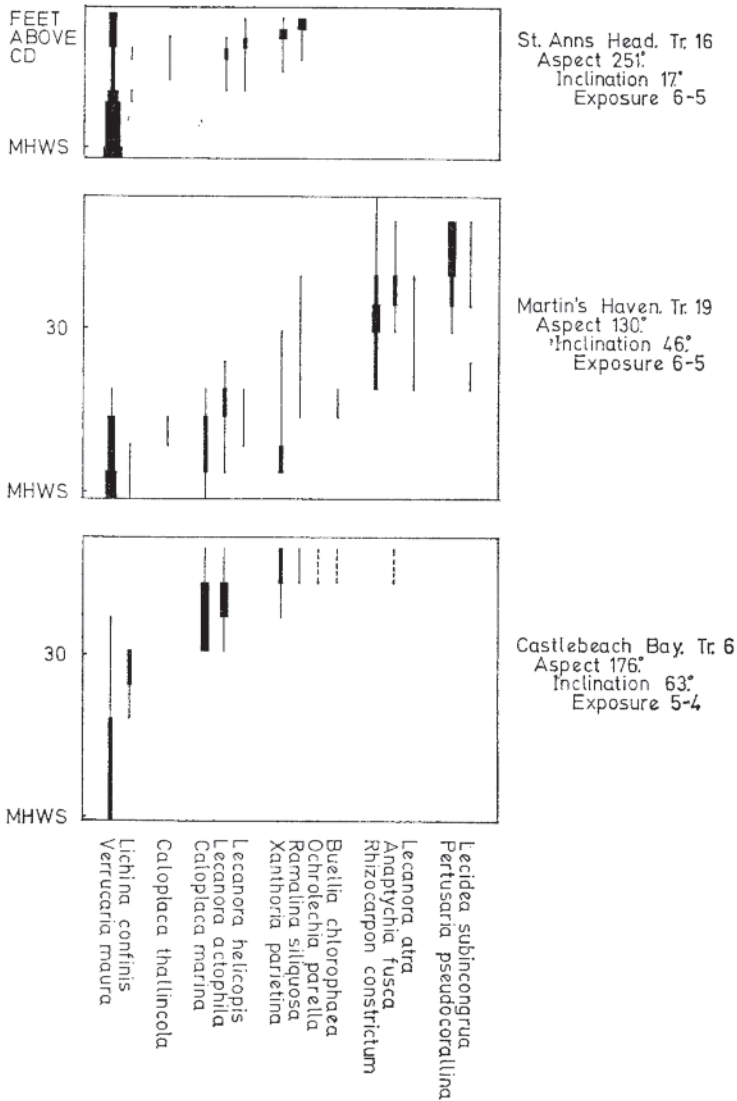 FEET
ABOVE
CD
MHWS
St. Anns Head. Tr. 16
Aspect 251°
Inclination 17°
Exposure 6-5
30
MHWS
Martin's Haven. Tr. 19
Aspect 130°
Inclination 46°
Exposure 6-5
30
MHWS
Castlebeach Bay. Tr. 6
Aspect 176°
Inclination 63°
Exposure 5-4
Verrucaria maura
Lichina confinis
Caloplaca thallincola
Caloplaca marina
Lecanora actophila
Lecanora helicopis
Xanthoria parietina
Ramalina siliquosa
Ochrolechia parella
Buellia chlorophaea
Rhizocarpon constrictum
Anaptychia fusca
Lecanora atra
Pertusaria pseudocorallina
Lecidea subincongrua